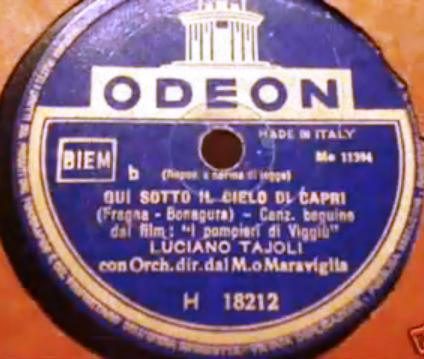 ODEON
MADE IN ITALY
BIEM
b
(Ripos. a norma di legge)
Mo 11394
QUI SOTTO IL CIELO DI CAPRI
(Fragna - Bonagura) - Canz. beguine
dal film: "I pompieri di Viggiù"
LUCIANO TAJOLI
con Orch. dir. dal M.o Maraviglia
H 18212